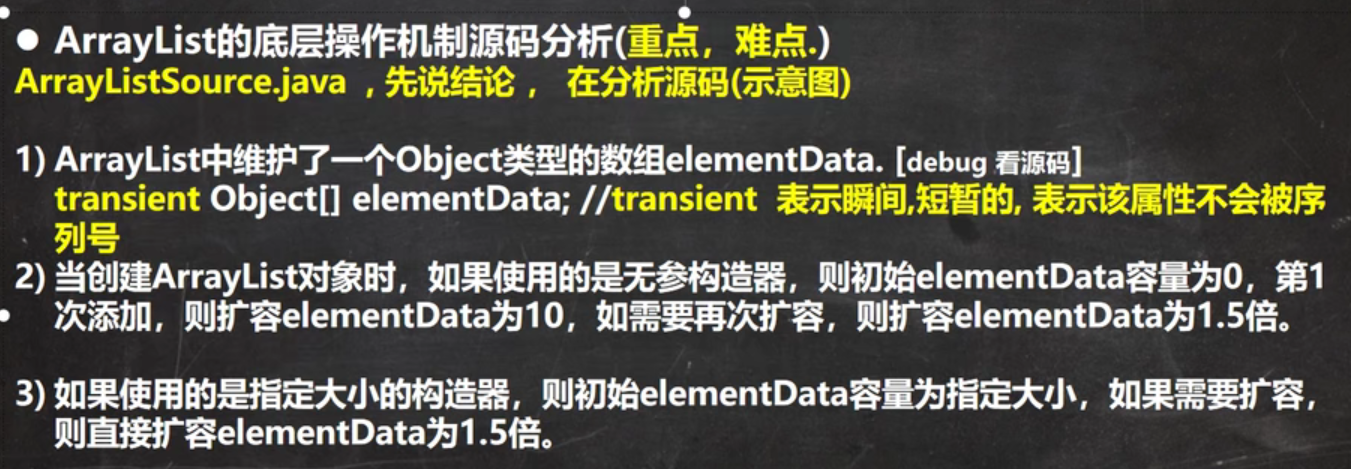 ● ArrayList的底层操作机制源码分析(重点，难点.)
ArrayListSource.java ，先说结论 ， 在分析源码(示意图)
1) ArrayList中维护了一个Object类型的数组elementData. [debug 看源码]
transient Object[] elementData; //transient 表示瞬间,短暂的, 表示该属性不会被序
列号
2) 当创建ArrayList对象时，如果使用的是无参构造器，则初始elementData容量为0，第1
次添加，则扩容elementData为10，如需要再次扩容，则扩容elementData为1.5倍。
3) 如果使用的是指定大小的构造器，则初始elementData容量为指定大小，如果需要扩容，
则直接扩容elementData为1.5倍。